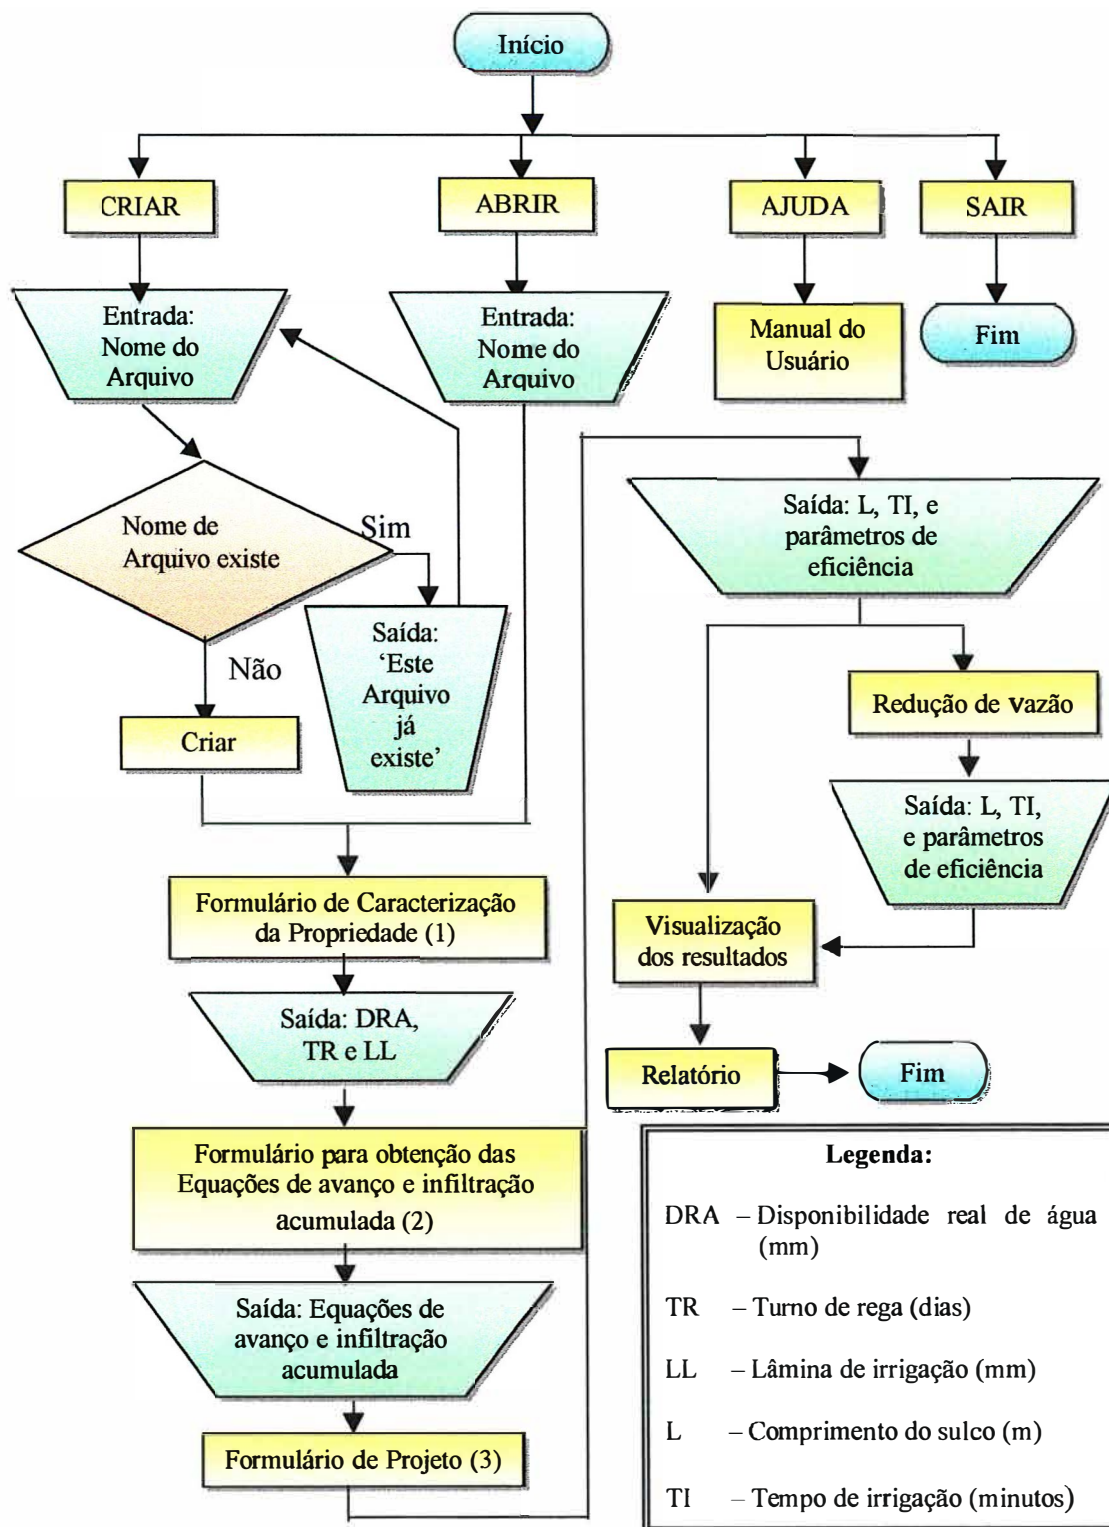 Início
CRIAR
ABRIR
AJUDA
SAIR
Entrada:
Nome do
Arquivo
Entrada:
Nome do
Arquivo
Manual do
Usuário
Fim
Nome de
Arquivo existe
Sim
Não
Saída:
‘Este
Arquivo
já
existe’
Criar
Formulário de Caracterização
da Propriedade (1)
Saída: DRA,
TR e LL
Formulário para obtenção das
Equações de avanço e infiltração
acumulada (2)
Saída: Equações de
avanço e infiltração
acumulada
Formulário de Projeto (3)
Saída: L, TI, e
parâmetros de
eficiência
Redução de vazão
Saída: L, TI,
e parâmetros
de eficiência
Visualização
dos resultados
Relatório
Fim
Legenda:
DRA – Disponibilidade real de água
(mm)
TR – Turno de rega (dias)
LL – Lâmina de irrigação (mm)
L – Comprimento do sulco (m)
TI – Tempo de irrigação (minutos)